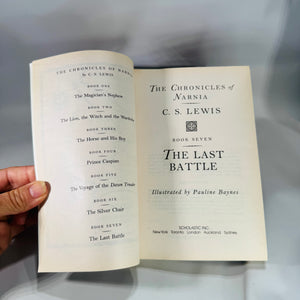 THE CHRONICLES OF NARNIA
by C. S. LEWIS
BOOK ONE
The Magician's Nephew
BOOK TWO
The Lion, the Witch and the Wardrobe
BOOK THREE
The Horse and His Boy
BOOK FOUR
Prince Caspian
BOOK FIVE
The Voyage of the Dawn Treader
BOOK SIX
The Silver Chair
BOOK SEVEN
The Last Battle
THE CHRONICLES of
NARNIA
C. S. LEWIS
BOOK SEVEN
THE LAST
BATTLE
Illustrated by Pauline Baynes
SCHOLASTIC INC.
New York Toronto London Auckland Sydney